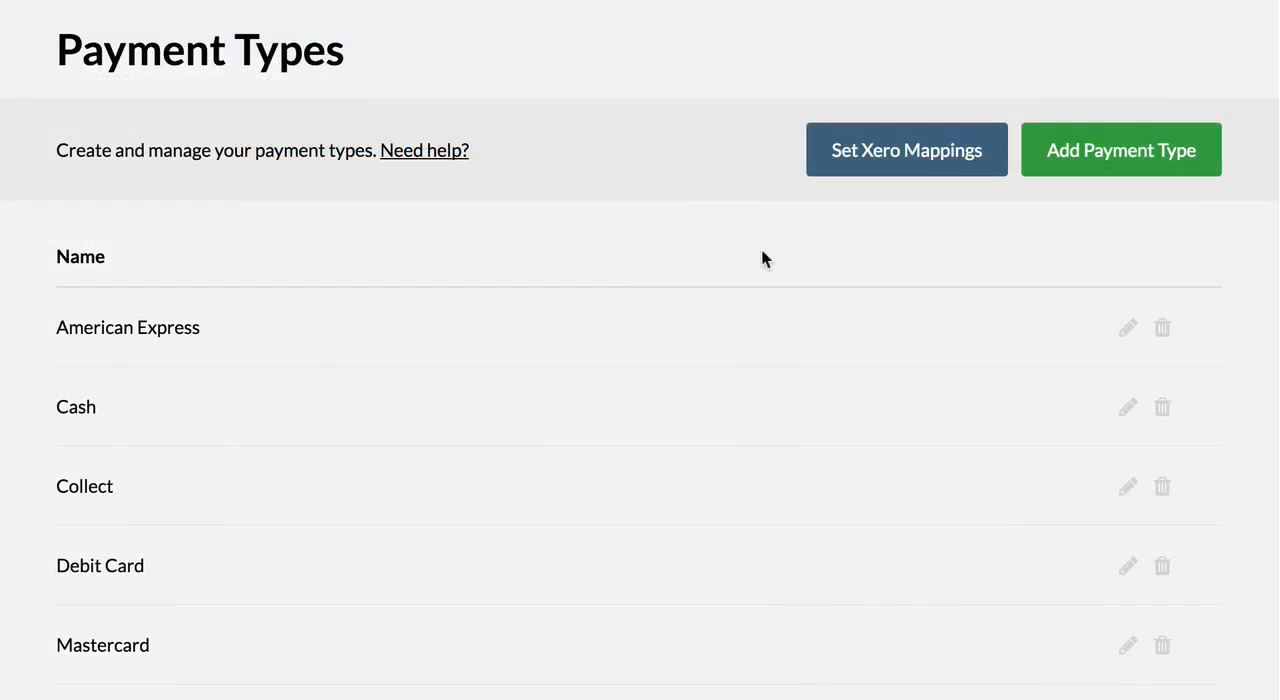 Payment Types
Create and manage your payment types. Need help?
Set Xero Mappings
Add Payment Type
Name
American Express
Cash
Collect
Debit Card
Mastercard